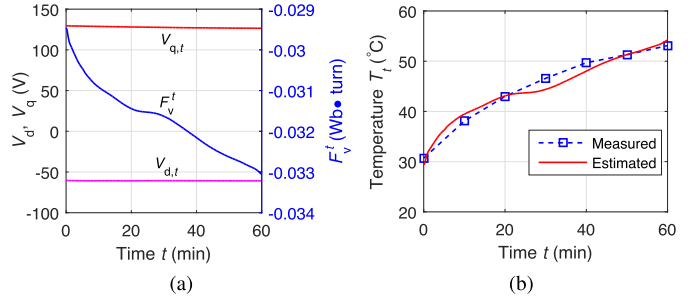 150
100
50
0
-50
-100
V_d, V_q (V)
V_q,t
F_v^t
V_d,t
-0.029
-0.03
-0.031
-0.032
-0.033
-0.034
F_v^t (Wb• turn)
0 20 40 60
Time t (min)
(a)
60
50
40
30
20
Temperature T_t (°C)
Measured
Estimated
0 20 40 60
Time t (min)
(b)